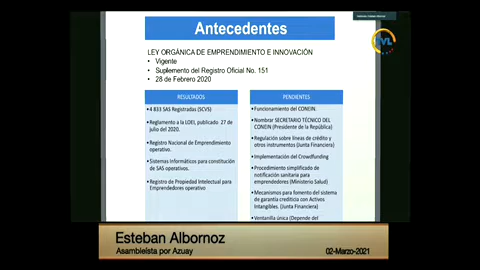 Antecedentes
LEY ORGÁNICA DE EMPRENDIMIENTO E INNOVACIÓN
• Vigente
• Suplemento del Registro Oficial No. 151
• 28 de Febrero 2020
RESULTADOS
•4 833 SAS Registradas (SCVS)
•Reglamento a la LOEI, publicado 27 de
julio del 2020.
•Registro Nacional de Emprendimiento
operativo.
•Sistemas Informáticos para constitución
de SAS operativos.
•Registro de Propiedad Intelectual para
Emprendedores operativo
PENDIENTES
•Funcionamiento del CONEIN.
•Nombrar SECRETARIO TÉCNICO DEL
CONEIN (Presidente de la República)
•Regulación sobre líneas de crédito y
otros instrumentos (Junta Financiera)
•Implementación del Crowdfunding
•Procedimiento simplificado de
notificación sanitaria para
emprendedores (Ministerio Salud)
•Mecanismos para fomento del sistema de
garantía crediticia con Activos
Intangibles. (Junta Financiera)
•Ventanilla única (Depende del
Esteban Albornoz
Asambleísta por Azuay
02-Marzo-2021